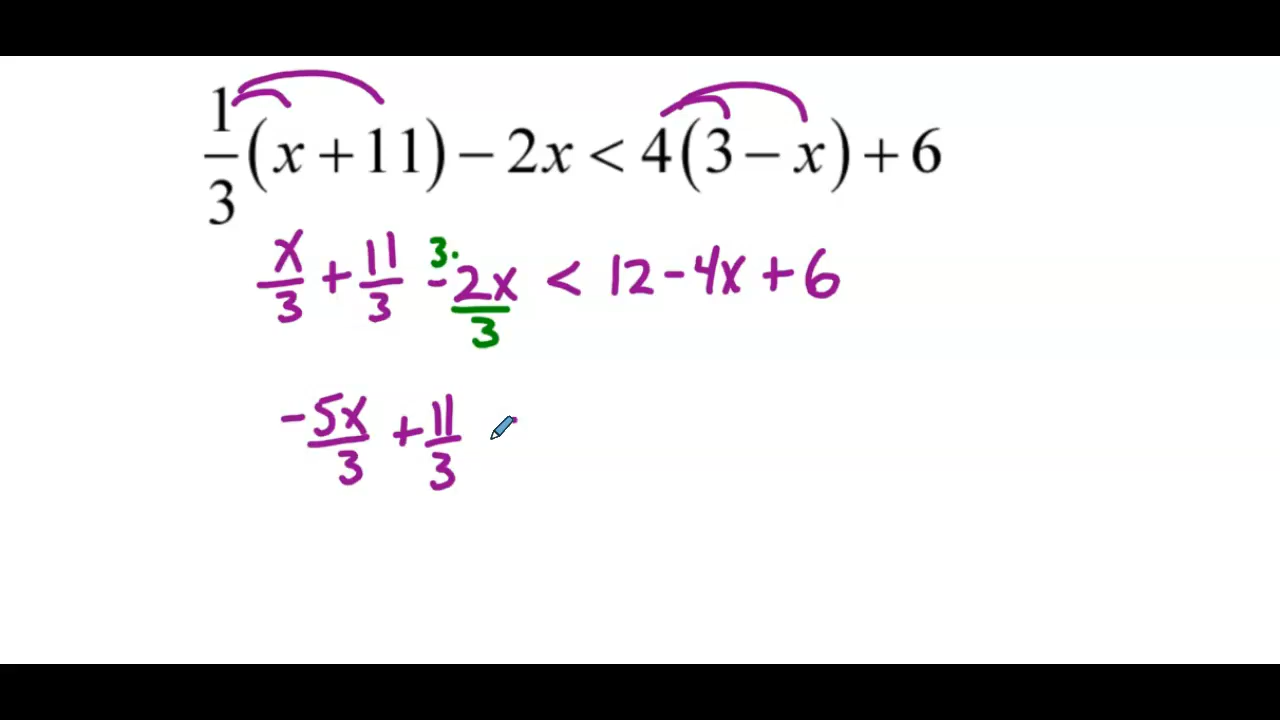 1/3(x + 11) − 2x < 4(3 − x) + 6
x/3 + 11/3 − 3·2x/3 < 12 − 4x + 6
−5x/3 + 11/3